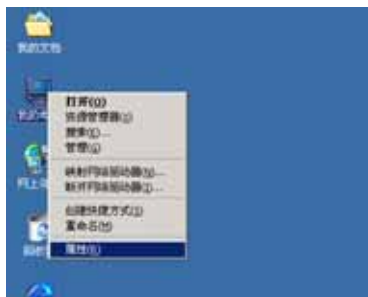 我的文档
打开(O)
资源管理器(X)
搜索(E)...
管理(G)
映射网络驱动器(N)...
断开网络驱动器(I)...
创建快捷方式(S)
重命名(M)
属性(R)